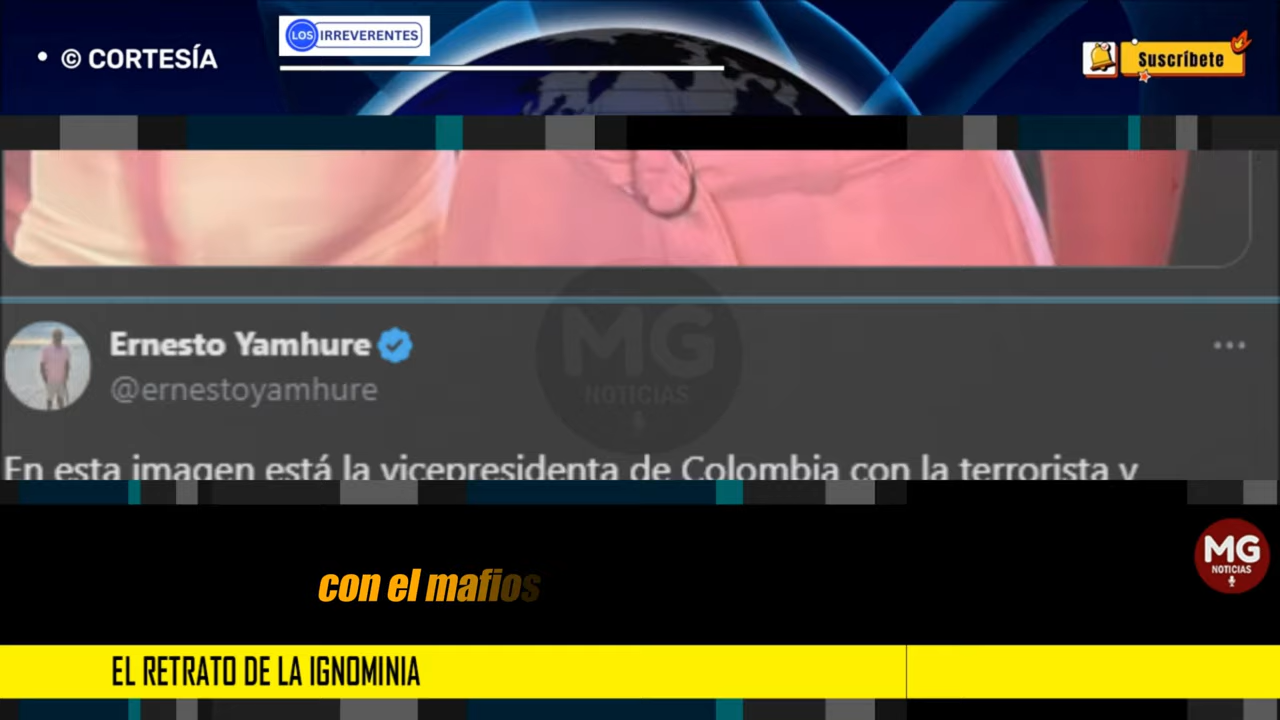 • © CORTESÍA
LOS IRREVERENTES
Suscríbete
MG
NOTICIAS
Ernesto Yamhure
@ernestoyamhure
En esta imagen está la vicepresidenta de Colombia con la terrorista y
con el mafios
MG
NOTICIAS
EL RETRATO DE LA IGNOMINIA